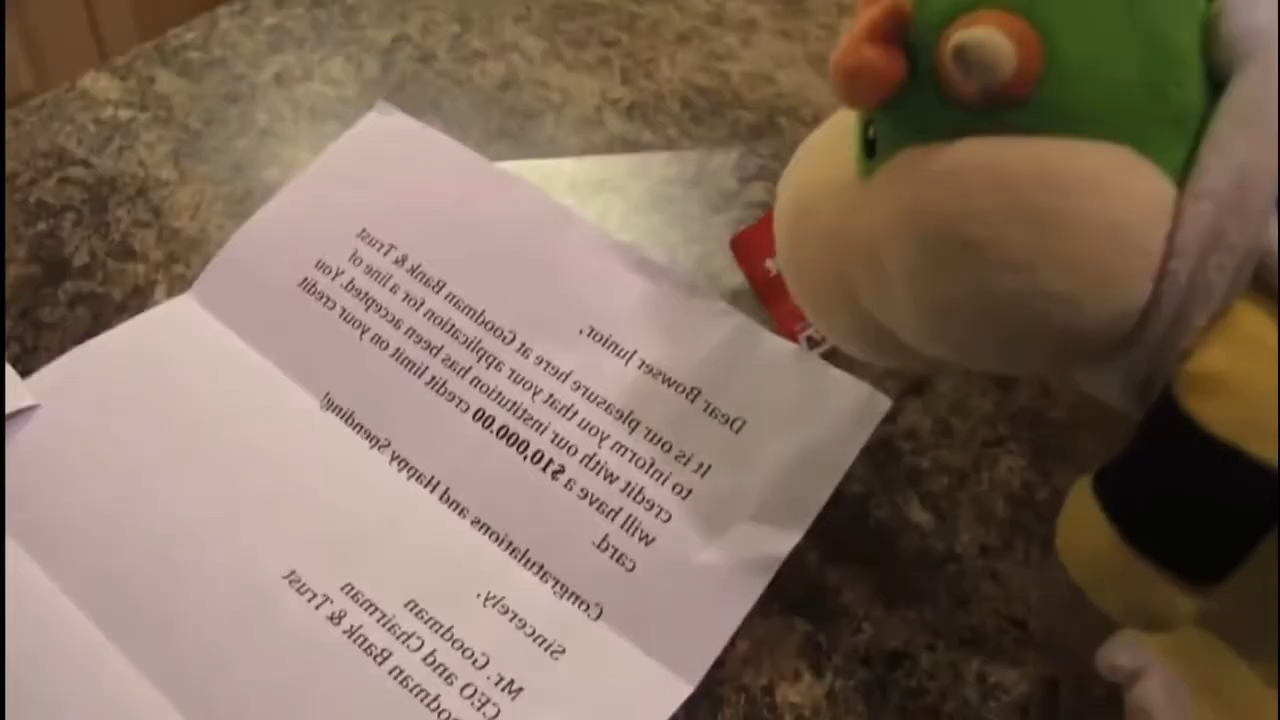 Dear Bowser Junior,
It is our pleasure here at Goodman Bank & Trust
to inform you that your application for a line of
credit with our institution has been accepted. You
will have a $10,000.00 credit limit on your credit
card.
Congratulations and Happy Spending!
Sincerely,
Mr. Goodman
CEO and Chairman
Goodman Bank & Trust